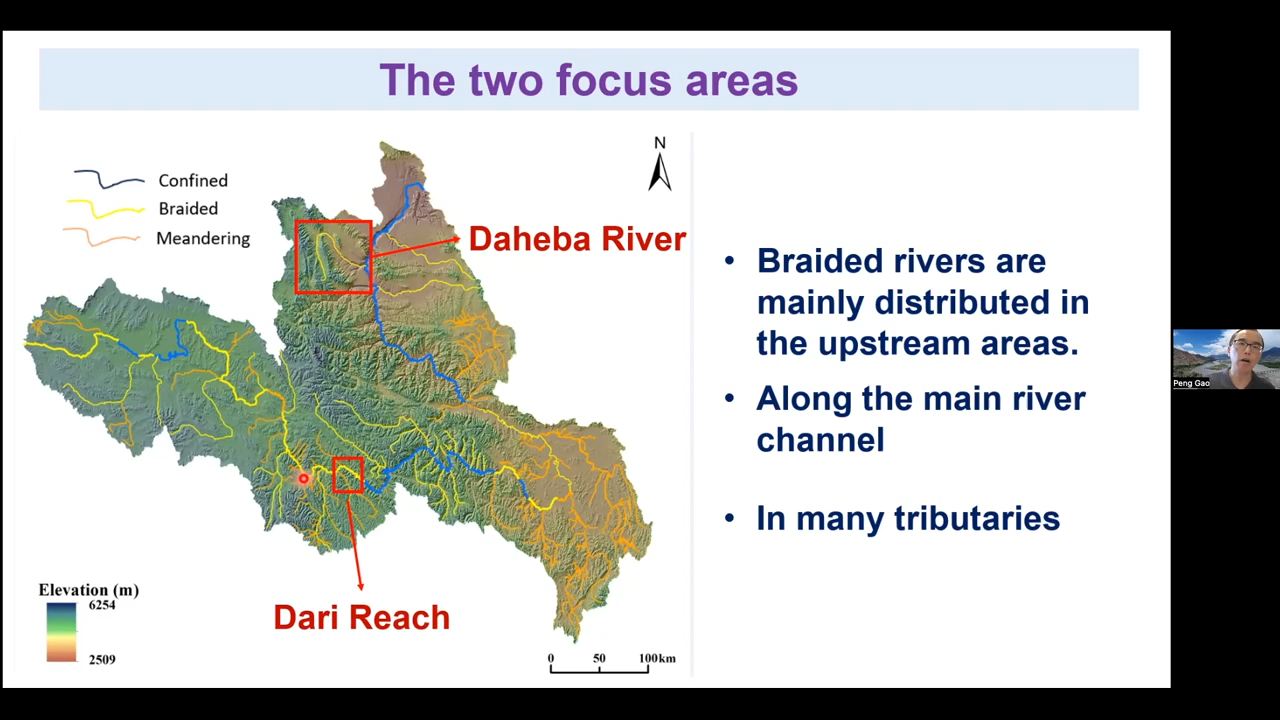 The two focus areas
N
Confined
Braided
Meandering
Daheba River
• Braided rivers are
mainly distributed in
the upstream areas.
• Along the main river
channel
• In many tributaries
Elevation (m)
6254
2509
Dari Reach
0 50 100km
Peng Gao